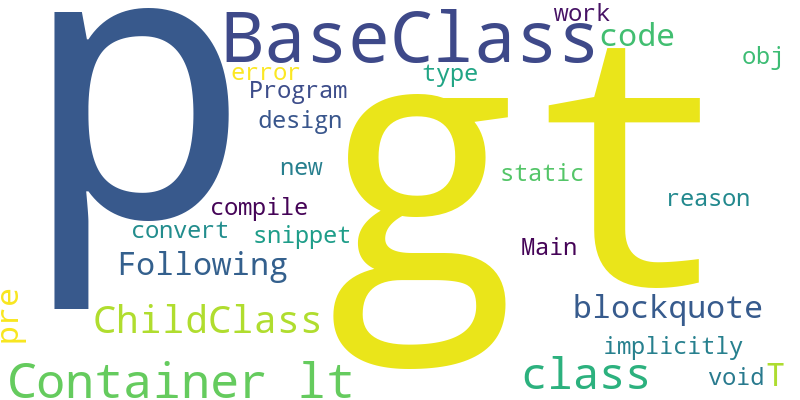 p
BaseClass
work
code
obj
error
type
Program
gt
design
new
static
reason
compile
convert
snippet
Main
Following
pre
ChildClass
blockquote
implicitly
Container lt
class
void
T